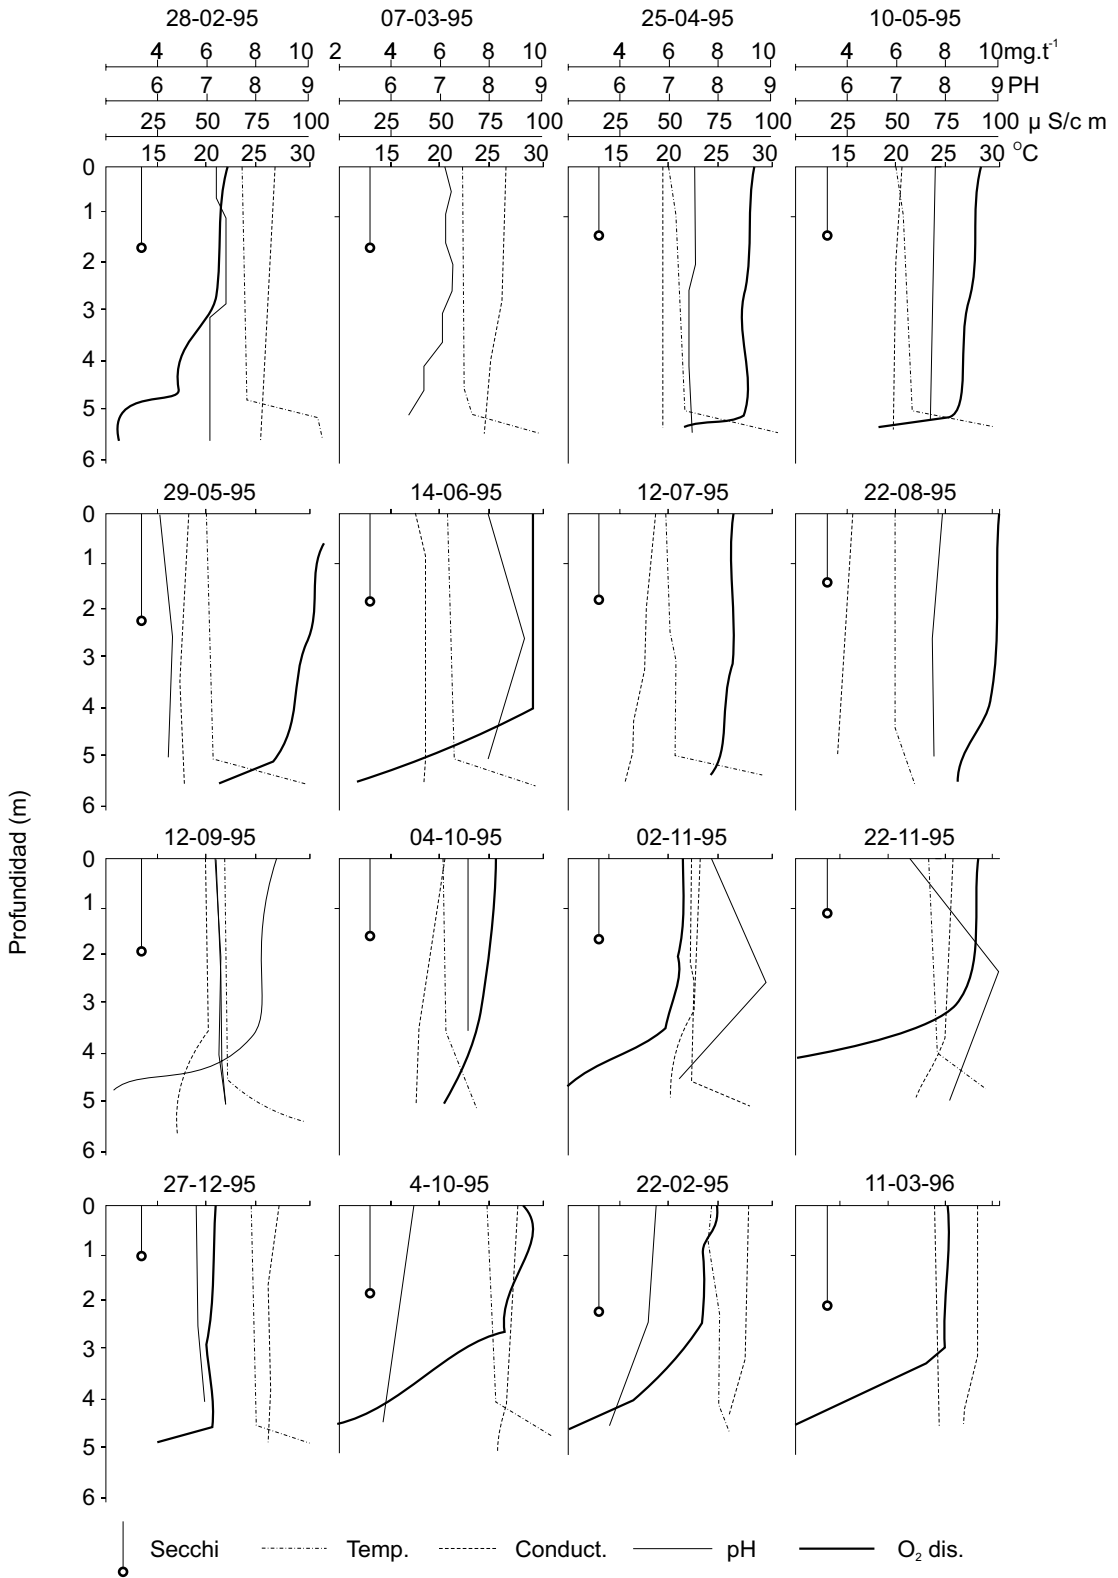 28-02-95 07-03-95 25-04-95 10-05-95
4 6 8 10 2 4 6 8 10 4 6 8 10 4 6 8 10mg.t-1
6 7 8 9 6 7 8 9 6 7 8 9 6 7 8 9 PH
25 50 75 100 25 50 75 100 25 50 75 100 25 50 75 100 µ S/c m
15 20 25 30 15 20 25 30 15 20 25 30 15 20 25 30 °C
0
1
2
3
4
5
6
29-05-95 14-06-95 12-07-95 22-08-95
0
1
2
3
4
5
6
Profundidad (m)
12-09-95 04-10-95 02-11-95 22-11-95
0
1
2
3
4
5
6
27-12-95 4-10-95 22-02-95 11-03-96
0
1
2
3
4
5
6
Secchi Temp. Conduct. pH O2 dis.